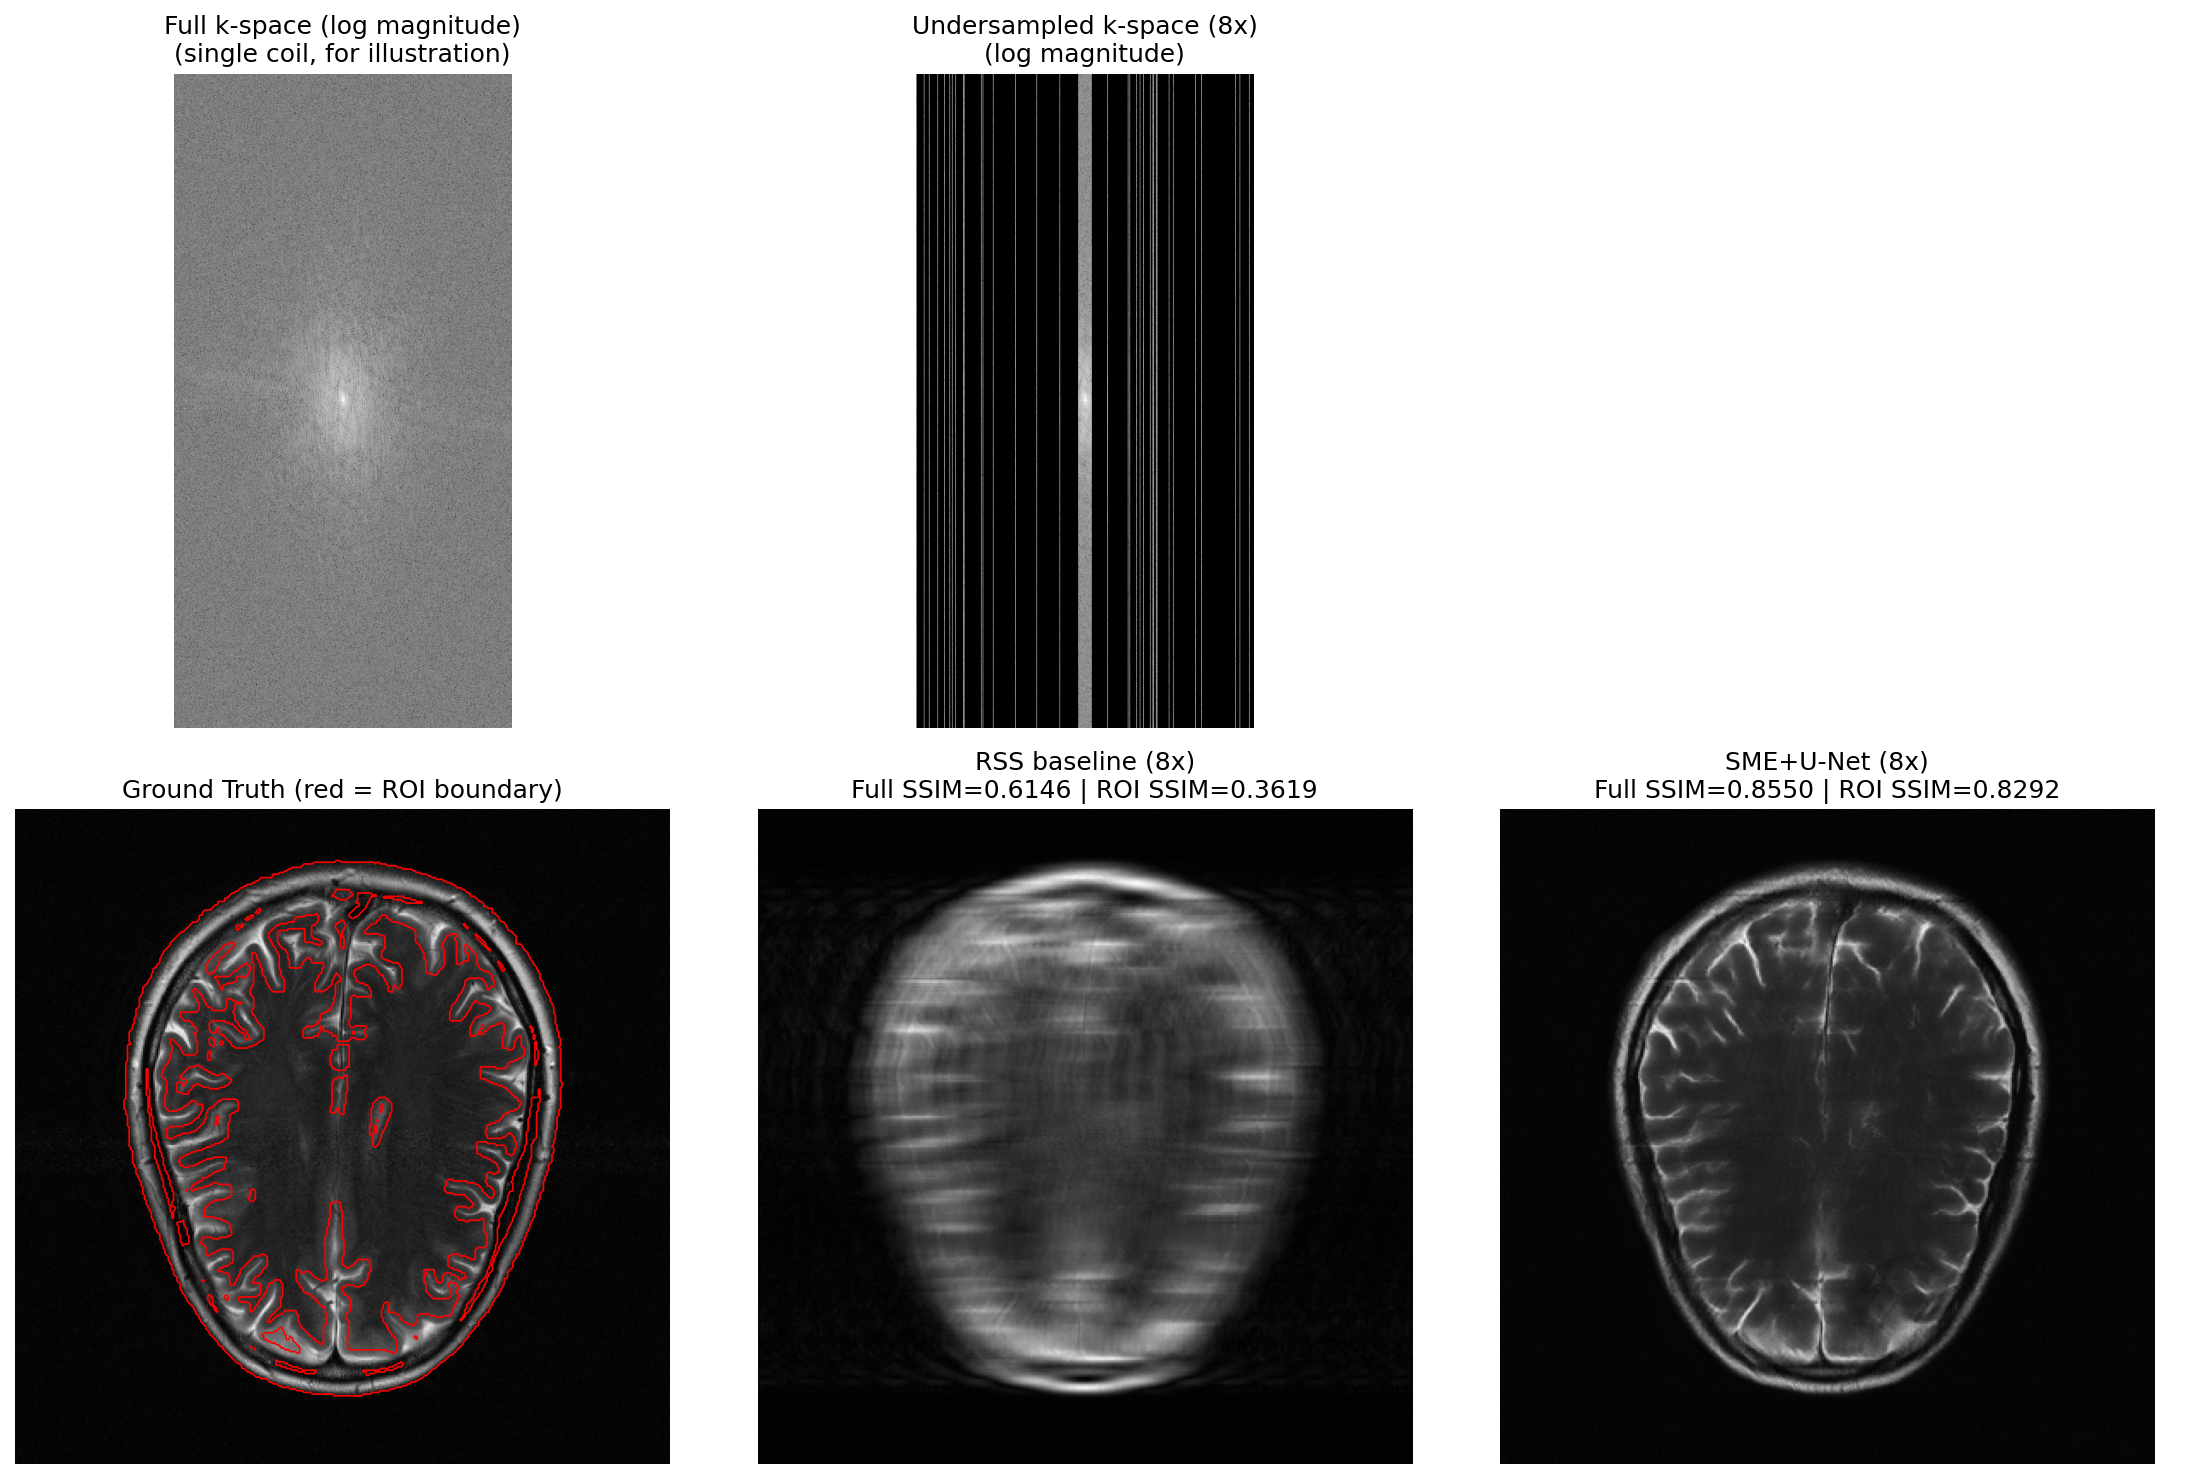 Full k-space (log magnitude)
(single coil, for illustration)
Undersampled k-space (8x)
(log magnitude)
Ground Truth (red = ROI boundary)
RSS baseline (8x)
Full SSIM=0.6146 | ROI SSIM=0.3619
SME+U-Net (8x)
Full SSIM=0.8550 | ROI SSIM=0.8292